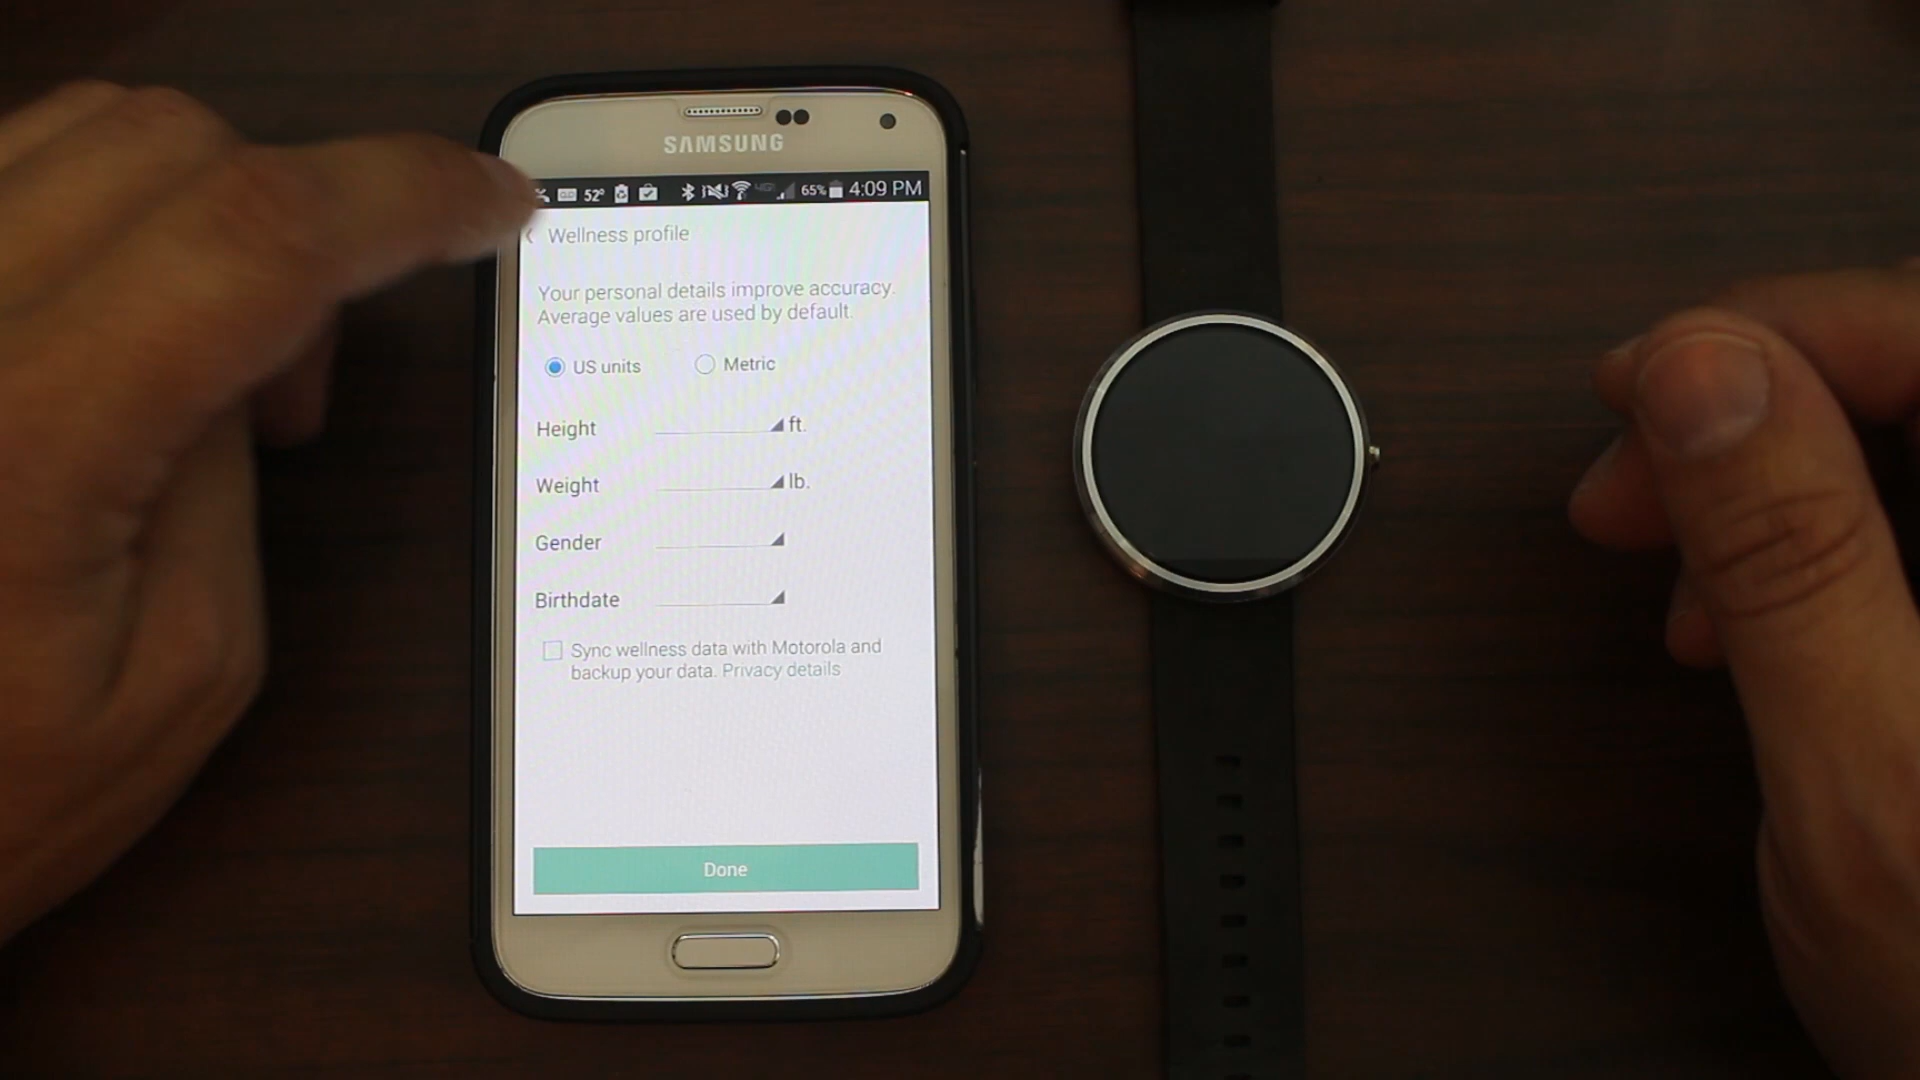 SAMSUNG
52° 65% 4:09 PM
Wellness profile
Your personal details improve accuracy.
Average values are used by default.
US units Metric
Height ft.
Weight lb.
Gender
Birthdate
Sync wellness data with Motorola and
backup your data. Privacy details
Done